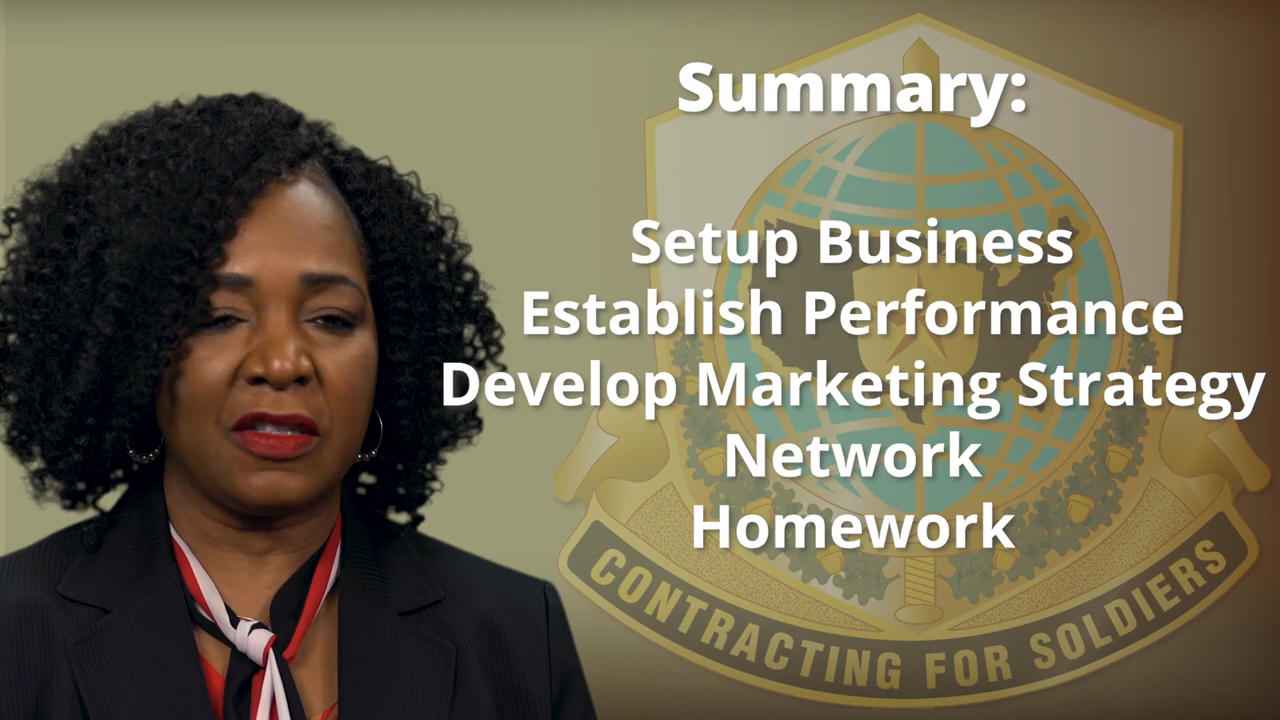 Summary:
Setup Business
Establish Performance
Develop Marketing Strategy
Network
Homework
CONTRACTING FOR SOLDIERS